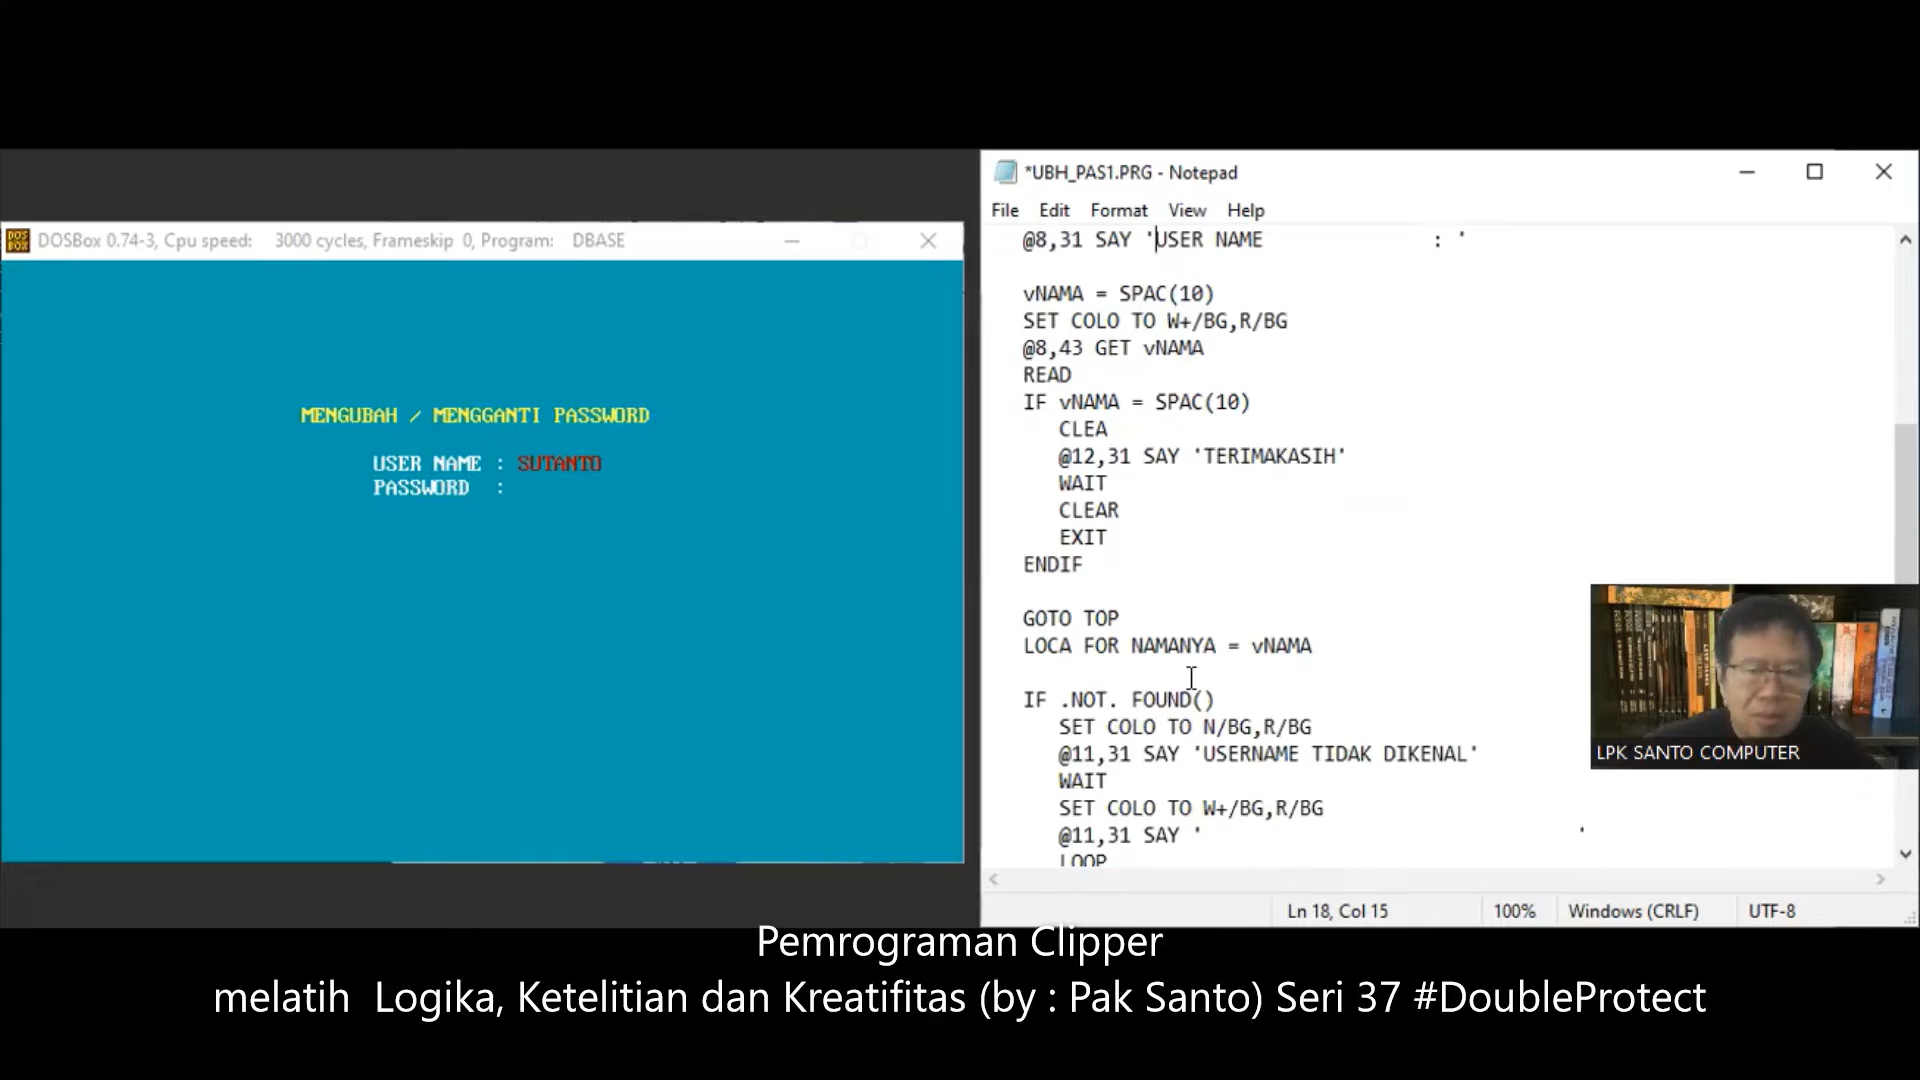 DOSBox 0.74-3, Cpu speed: 3000 cycles, Frameskip 0, Program: DBASE
MENGUBAH / MENGGANTI PASSWORD
USER NAME : SUTANTO
PASSWORD :
*UBH_PAS1.PRG - Notepad
File Edit Format View Help
@8,31 SAY 'USER NAME : '
vNAMA = SPAC(10)
SET COLO TO W+/BG,R/BG
@8,43 GET vNAMA
READ
IF vNAMA = SPAC(10)
CLEA
@12,31 SAY 'TERIMAKASIH'
WAIT
CLEAR
EXIT
ENDIF
GOTO TOP
LOCA FOR NAMANYA = vNAMA
IF .NOT. FOUND()
SET COLO TO N/BG,R/BG
@11,31 SAY 'USERNAME TIDAK DIKENAL'
WAIT
SET COLO TO W+/BG,R/BG
@11,31 SAY ' '
LOOP
Ln 18, Col 15 100% Windows (CRLF) UTF-8
LPK SANTO COMPUTER
Pemrograman Clipper
melatih Logika, Ketelitian dan Kreatifitas (by : Pak Santo) Seri 37 #DoubleProtect